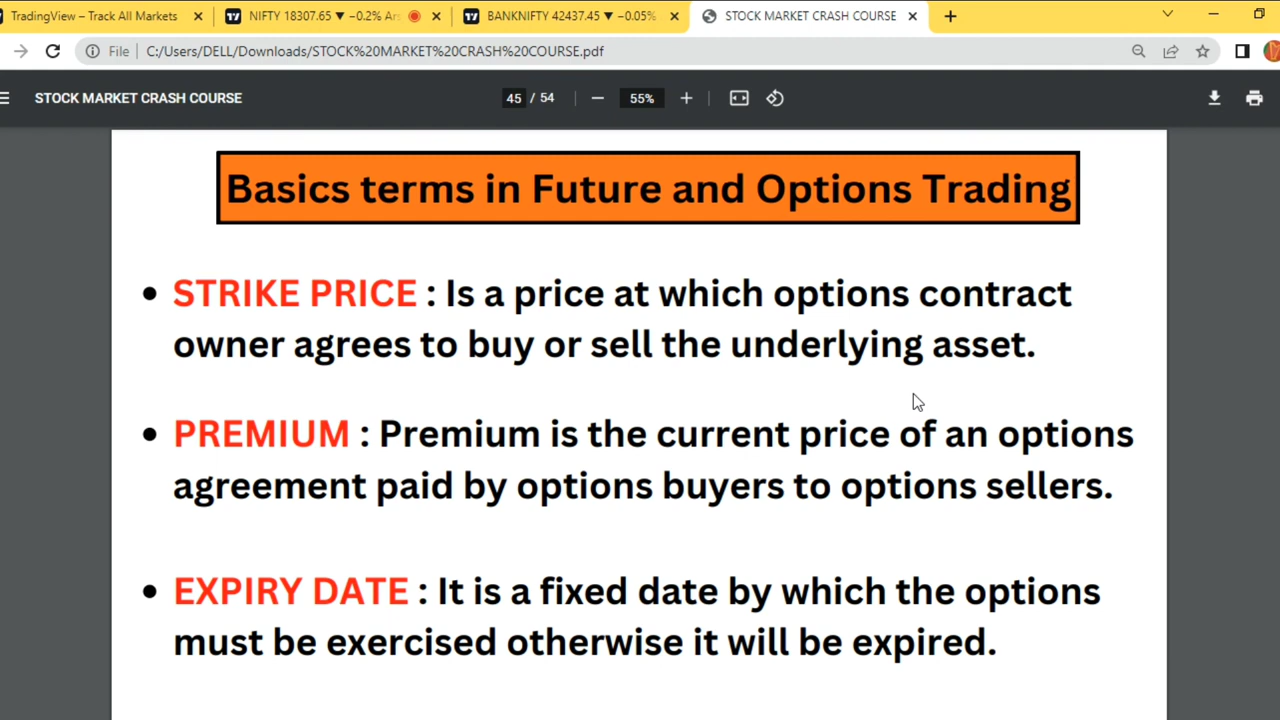 TradingView – Track All Markets
NIFTY 18307.65 ▼ −0.2% An
BANKNIFTY 42437.45 ▼ −0.05%
STOCK MARKET CRASH COURSE
File
C:/Users/DELL/Downloads/STOCK%20MARKET%20CRASH%20COURSE.pdf
STOCK MARKET CRASH COURSE
45 / 54
55%
Basics terms in Future and Options Trading
• STRIKE PRICE : Is a price at which options contract
owner agrees to buy or sell the underlying asset.
• PREMIUM : Premium is the current price of an options
agreement paid by options buyers to options sellers.
• EXPIRY DATE : It is a fixed date by which the options
must be exercised otherwise it will be expired.